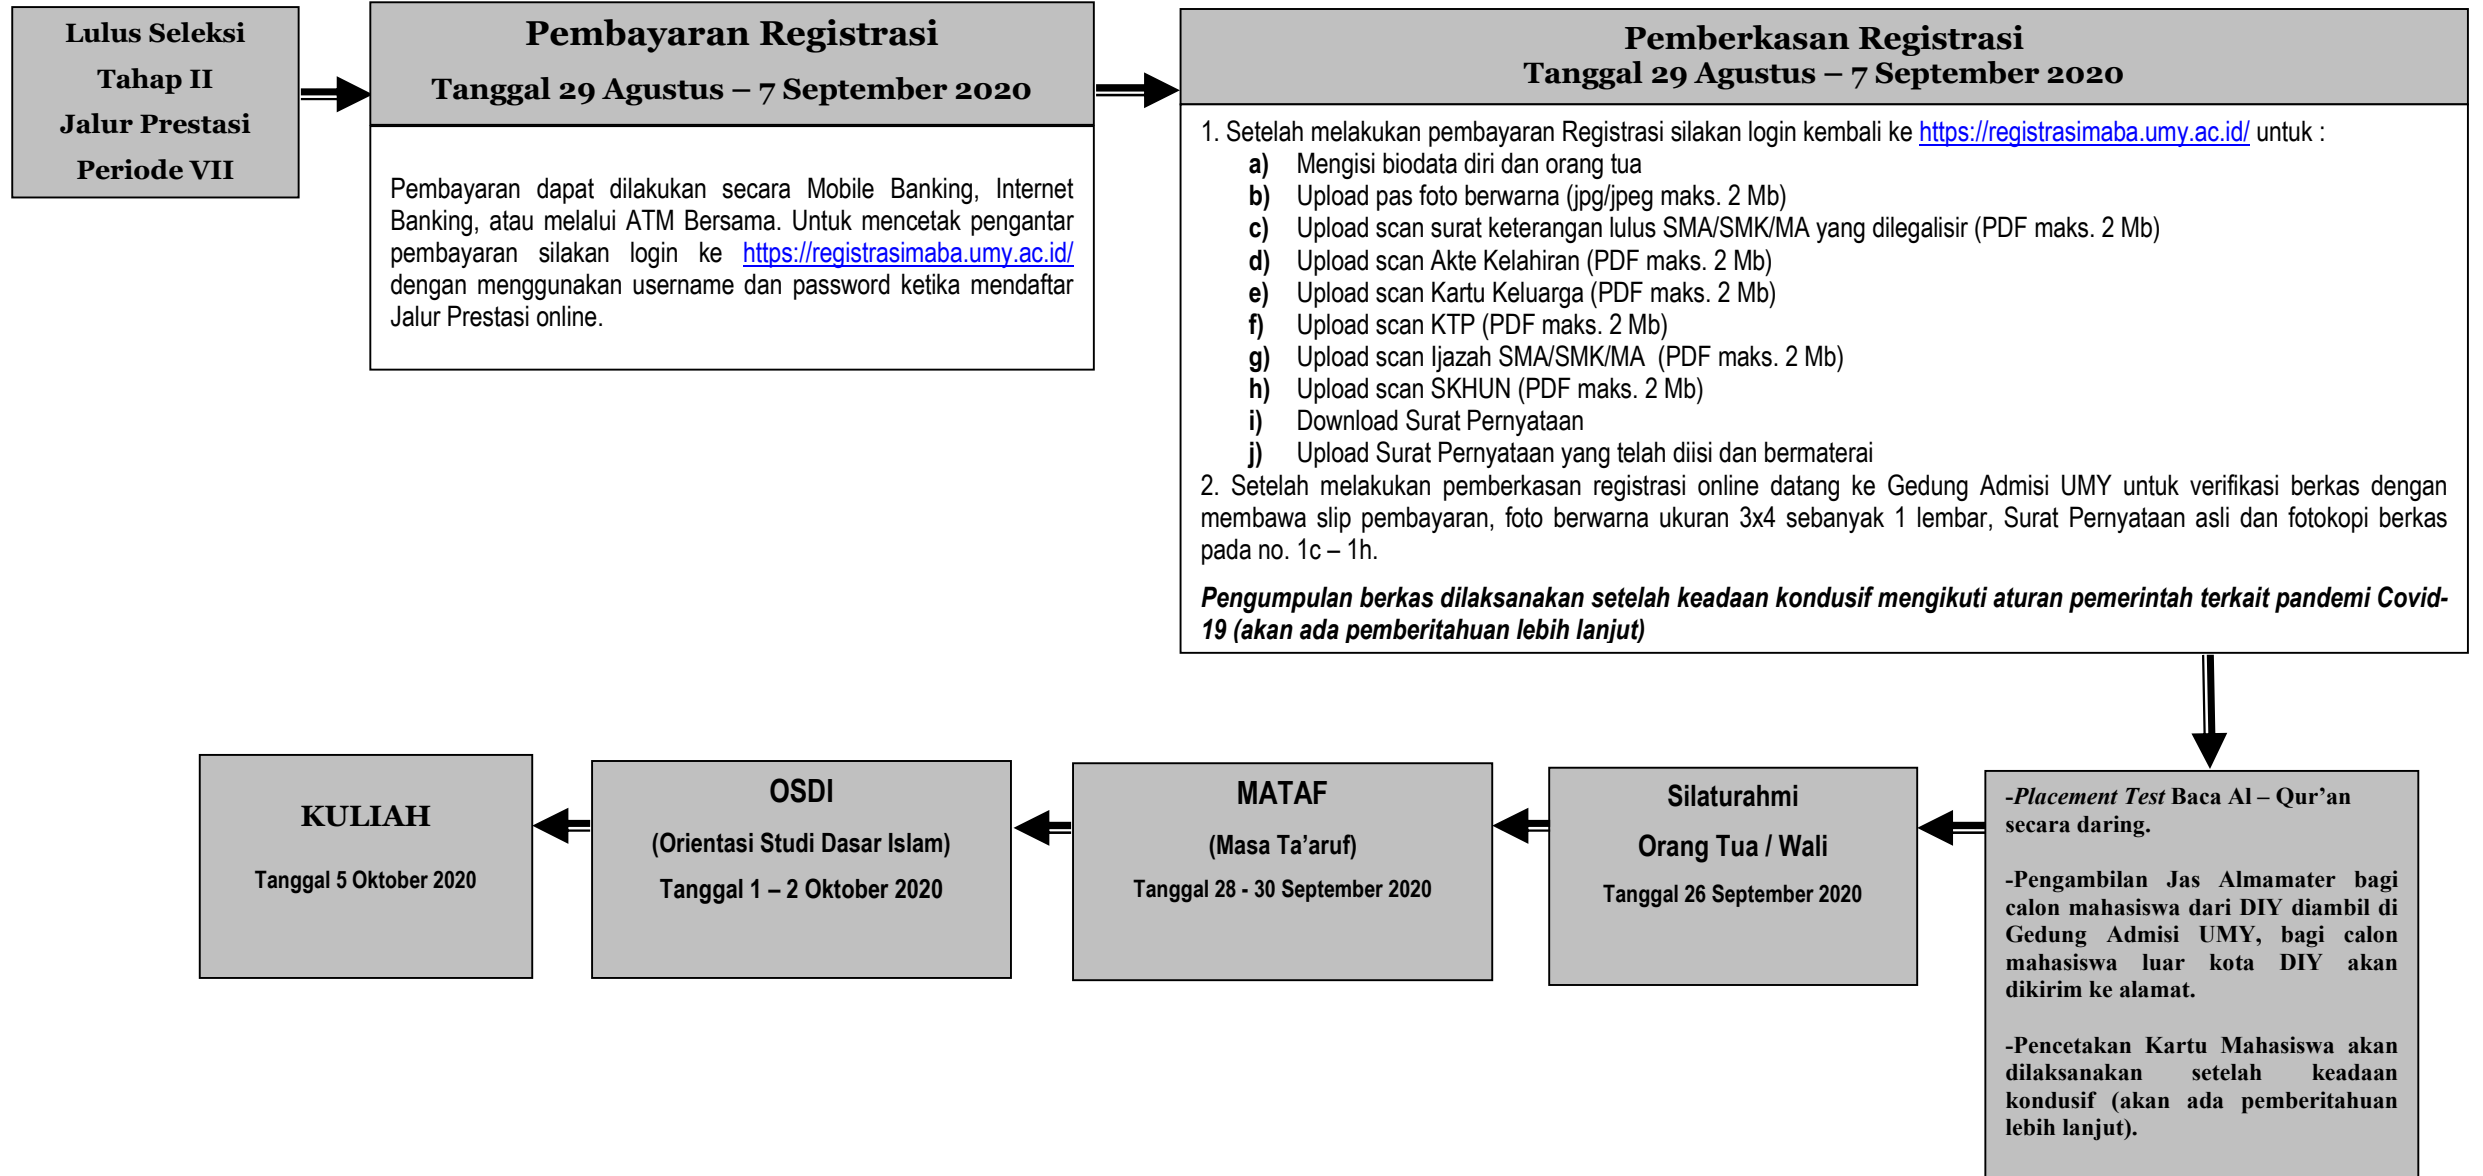 Lulus Seleksi
Tahap II
Jalur Prestasi
Periode VII
Pembayaran Registrasi
Tanggal 29 Agustus – 7 September 2020
Pembayaran dapat dilakukan secara Mobile Banking, Internet
Banking, atau melalui ATM Bersama. Untuk mencetak pengantar
pembayaran silakan login ke https://registrasimaba.umy.ac.id/
dengan menggunakan username dan password ketika mendaftar
Jalur Prestasi online.
Pemberkasan Registrasi
Tanggal 29 Agustus – 7 September 2020
1. Setelah melakukan pembayaran Registrasi silakan login kembali ke https://registrasimaba.umy.ac.id/ untuk :
a) Mengisi biodata diri dan orang tua
b) Upload pas foto berwarna (jpg/jpeg maks. 2 Mb)
c) Upload scan surat keterangan lulus SMA/SMK/MA yang dilegalisir (PDF maks. 2 Mb)
d) Upload scan Akte Kelahiran (PDF maks. 2 Mb)
e) Upload scan Kartu Keluarga (PDF maks. 2 Mb)
f) Upload scan KTP (PDF maks. 2 Mb)
g) Upload scan Ijazah SMA/SMK/MA (PDF maks. 2 Mb)
h) Upload scan SKHUN (PDF maks. 2 Mb)
i) Download Surat Pernyataan
j) Upload Surat Pernyataan yang telah diisi dan bermaterai
2. Setelah melakukan pemberkasan registrasi online datang ke Gedung Admisi UMY untuk verifikasi berkas dengan
membawa slip pembayaran, foto berwarna ukuran 3x4 sebanyak 1 lembar, Surat Pernyataan asli dan fotokopi berkas
pada no. 1c – 1h.
Pengumpulan berkas dilaksanakan setelah keadaan kondusif mengikuti aturan pemerintah terkait pandemi Covid-
19 (akan ada pemberitahuan lebih lanjut)
-Placement Test Baca Al – Qur’an
secara daring.
-Pengambilan Jas Almamater bagi
calon mahasiswa dari DIY diambil di
Gedung Admisi UMY, bagi calon
mahasiswa luar kota DIY akan
dikirim ke alamat.
-Pencetakan Kartu Mahasiswa akan
dilaksanakan setelah keadaan
kondusif (akan ada pemberitahuan
lebih lanjut).
Silaturahmi
Orang Tua / Wali
Tanggal 26 September 2020
MATAF
(Masa Ta’aruf)
Tanggal 28 - 30 September 2020
OSDI
(Orientasi Studi Dasar Islam)
Tanggal 1 – 2 Oktober 2020
KULIAH
Tanggal 5 Oktober 2020